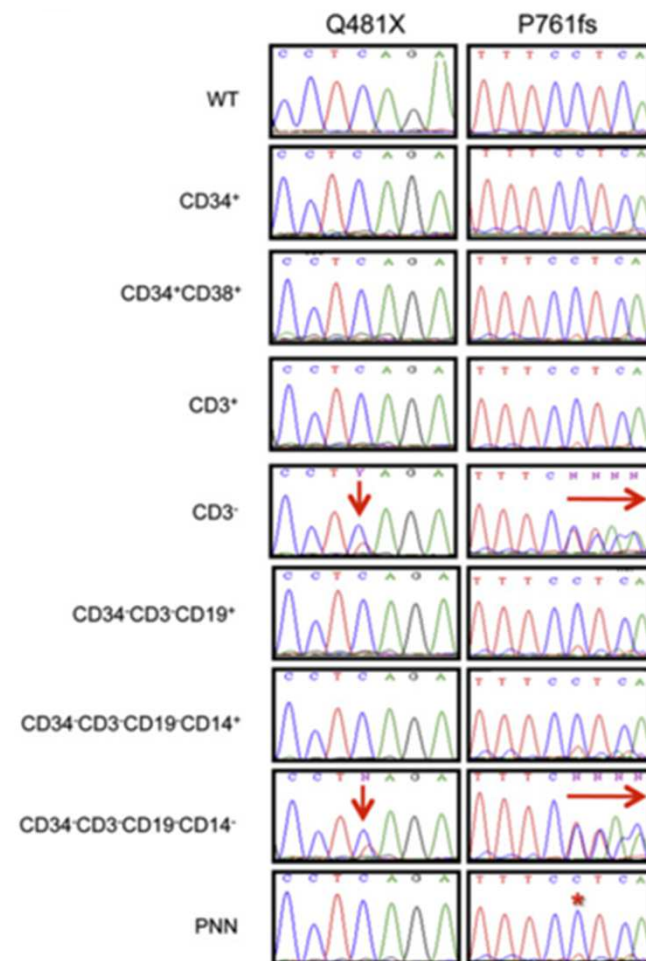 Q481X P761fs
WT C C T C A G A T T T C C T C A
CD34⁺ C C T C A G A T T T C C T C A
CD34⁺CD38⁺ C C T C A G A T T T C C T C A
CD3⁺ C C T C A G A T T T C C T C A
CD3⁻ C C T Y A G A T T T C N N N N
CD34⁻CD3⁻CD19⁺ C C T C A G A T T T C C T C A
CD34⁻CD3⁻CD19⁻CD14⁺ C C T C A G A T T T C C T C A
CD34⁻CD3⁻CD19⁻CD14⁻ C C T N A G A T T T C N N N N
PNN C C T C A G A T T T C C T C A
*